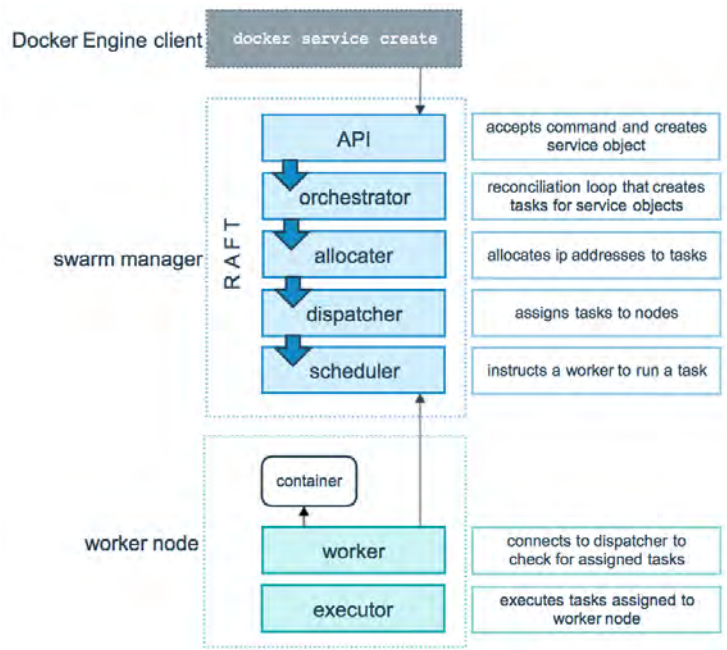 Docker Engine client
docker service create
swarm manager
RAFT
API
accepts command and creates
service object
orchestrator
reconciliation loop that creates
tasks for service objects
allocater
allocates ip addresses to tasks
dispatcher
assigns tasks to nodes
scheduler
instructs a worker to run a task
worker node
container
worker
connects to dispatcher to
check for assigned tasks
executor
executes tasks assigned to
worker node